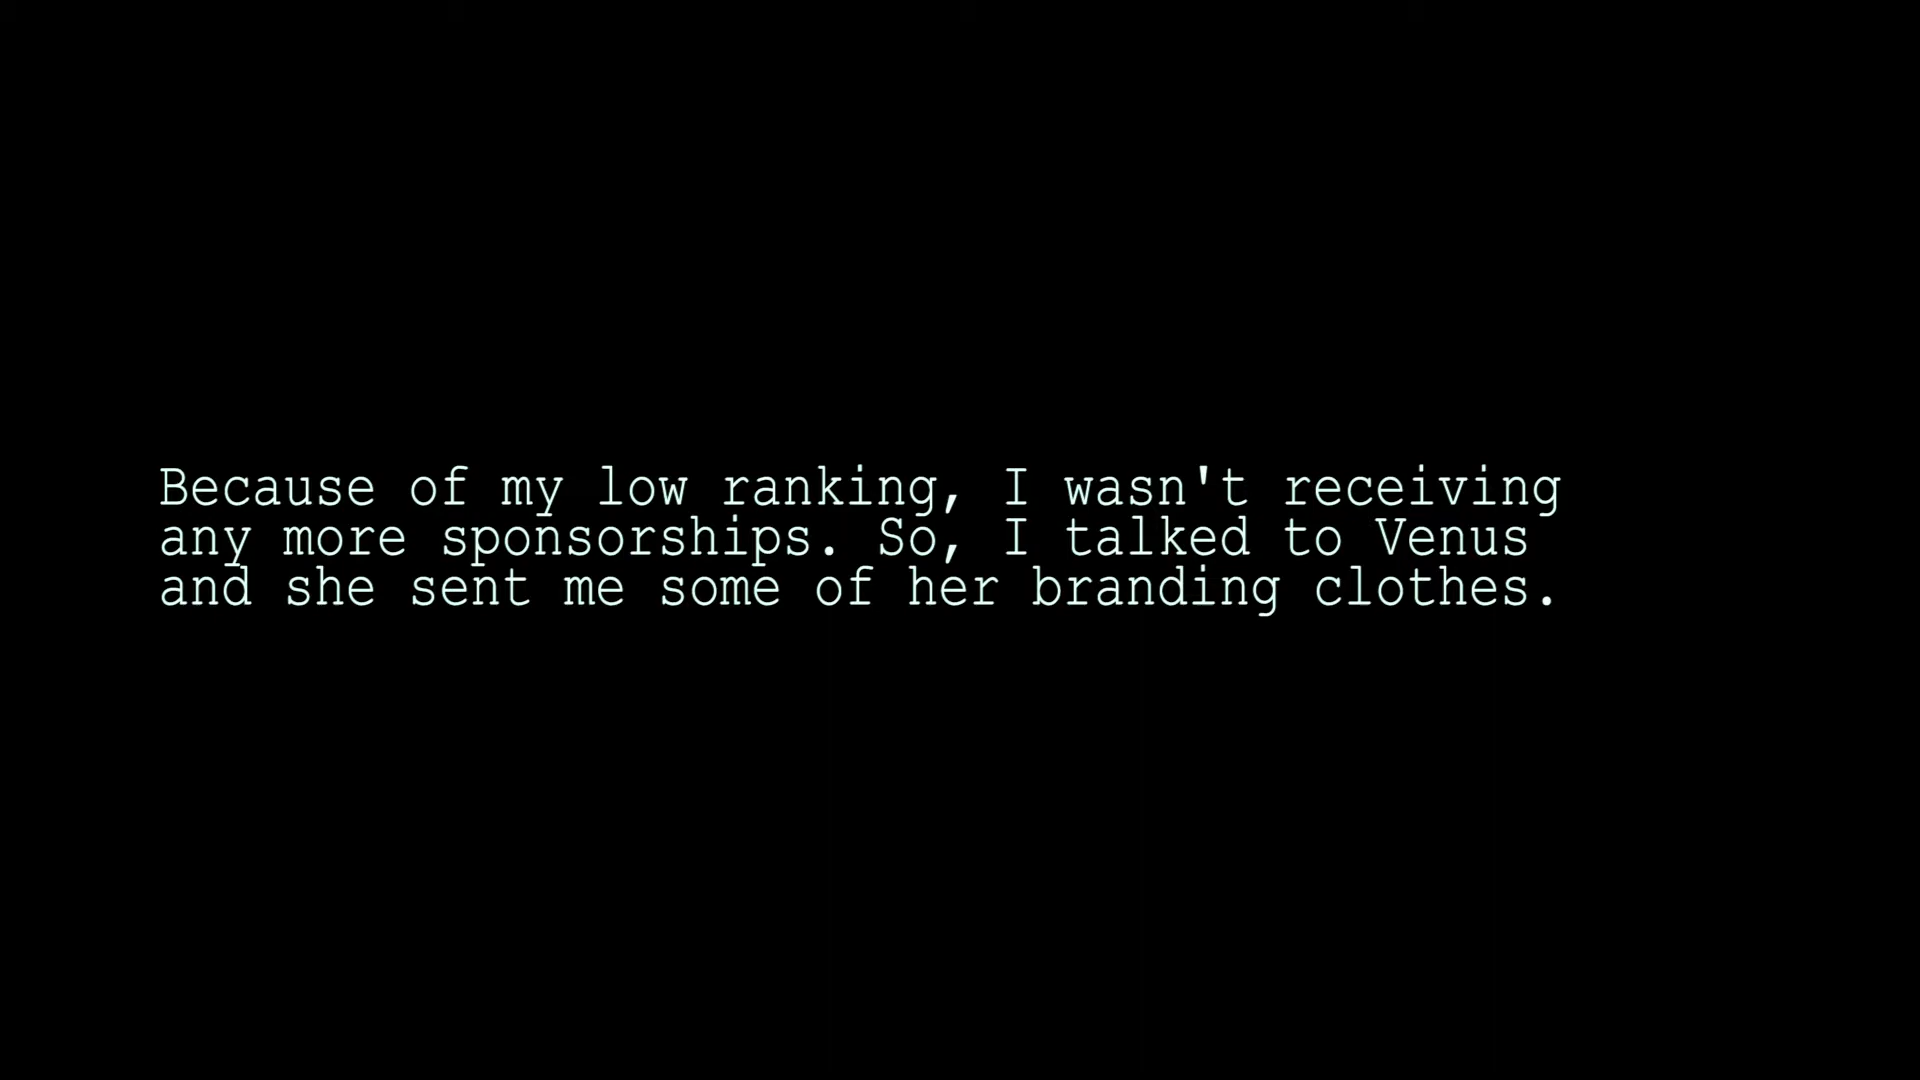 Because of my low ranking, I wasn't receiving
any more sponsorships. So, I talked to Venus
and she sent me some of her branding clothes.